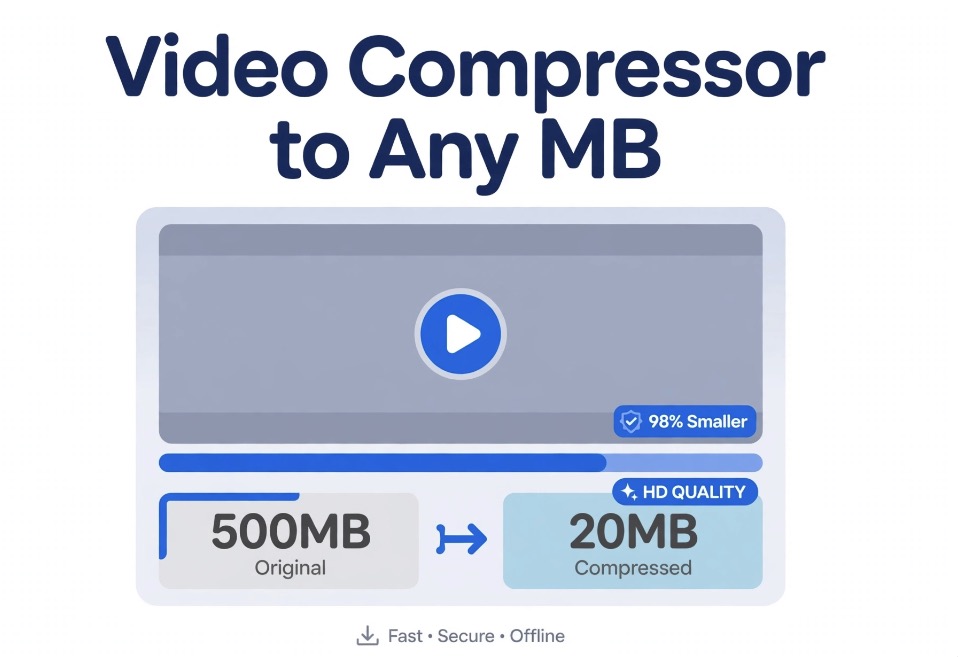 Video Compressor
to Any MB
98% Smaller
HD QUALITY
500MB
Original
20MB
Compressed
Fast • Secure • Offline